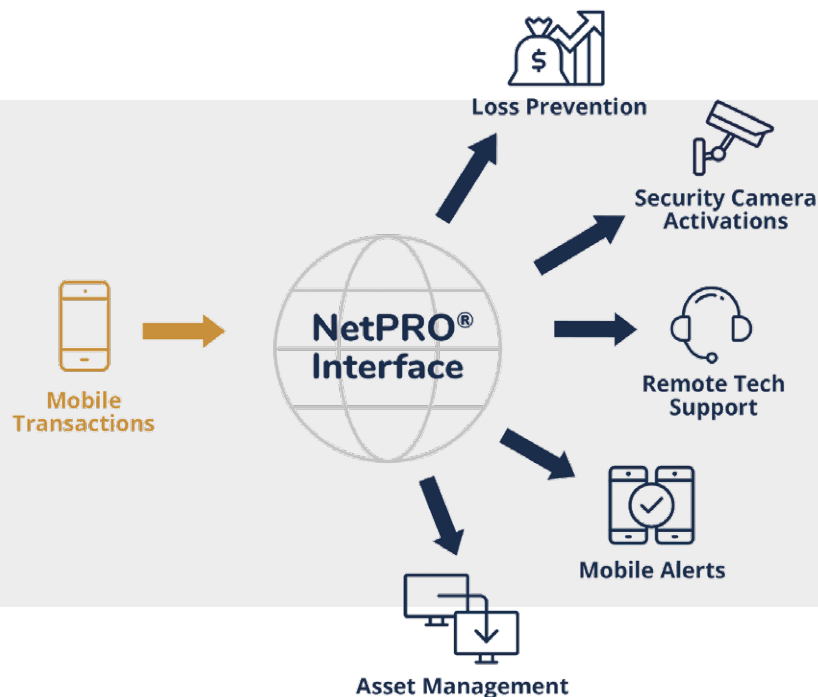 Loss Prevention
Security Camera
Activations
NetPRO®
Interface
Mobile
Transactions
Remote Tech
Support
Mobile Alerts
Asset Management
$